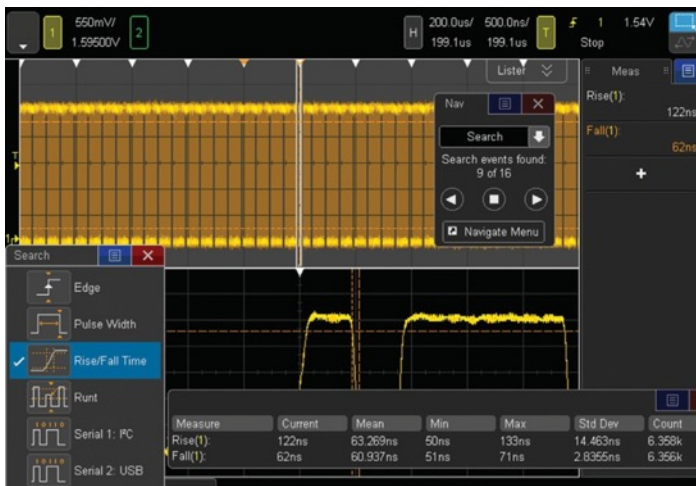 1 550mV/ 2 H 200.0us/ 500.0ns/ T 1 1.54V
1.59500V 199.1us 199.1us Stop
Lister
Meas
Rise(1):
122ns
Fall(1):
62ns
+
Nav
Search
Search events found:
9 of 16
Navigate Menu
T
1
Search
Edge
Pulse Width
Rise/Fall Time
Runt
Serial 1: I²C
Serial 2: USB
Measure Current Mean Min Max Std Dev Count
Rise(1): 122ns 63.269ns 50ns 133ns 14.463ns 6.358k
Fall(1): 62ns 60.937ns 51ns 71ns 2.8355ns 6.356k